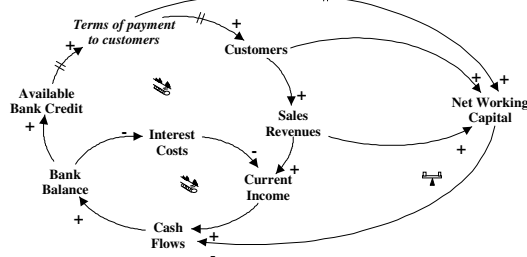 Terms of payment
to customers
+
+
Customers
+
+
Available
Bank Credit
+
+
Net Working
Capital
Sales
Revenues
+
-
Interest
Costs
-
+
Bank
Balance
+
Current
Income
+
Cash
Flows
+
-